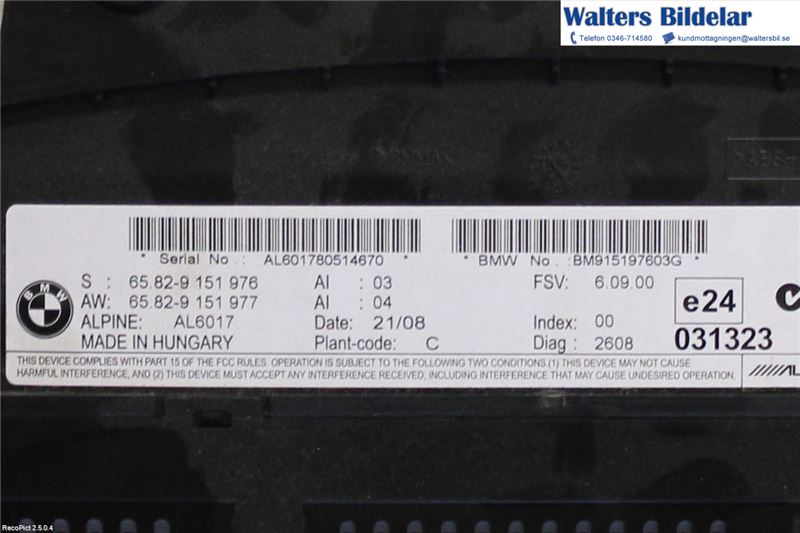 Walters Bildelar
Telefon 0346-714580 kundmottagningen@waltersbil.se
* Serial No.: AL601780514670 *
* BMW No.:BM915197603G *
BMW
S : 65.82-9 151 976 AI : 03 FSV: 6.09.00
AW: 65.82-9 151 977 AI : 04
e24
ALPINE: AL6017 Date: 21/08 Index: 00
MADE IN HUNGARY Plant-code: C Diag : 2608
031323
THIS DEVICE COMPLIES WITH PART 15 OF THE FCC RULES. OPERATION IS SUBJECT TO THE FOLLOWING TWO CONDITIONS (1) THIS DEVICE MAY NOT CAUSE
HARMFUL INTERFERENCE, AND (2) THIS DEVICE MUST ACCEPT ANY INTERFERENCE RECEIVED, INCLUDING INTERFERENCE THAT MAY CAUSE UNDESIRED OPERATION.
RecoPict 2.5.0.4